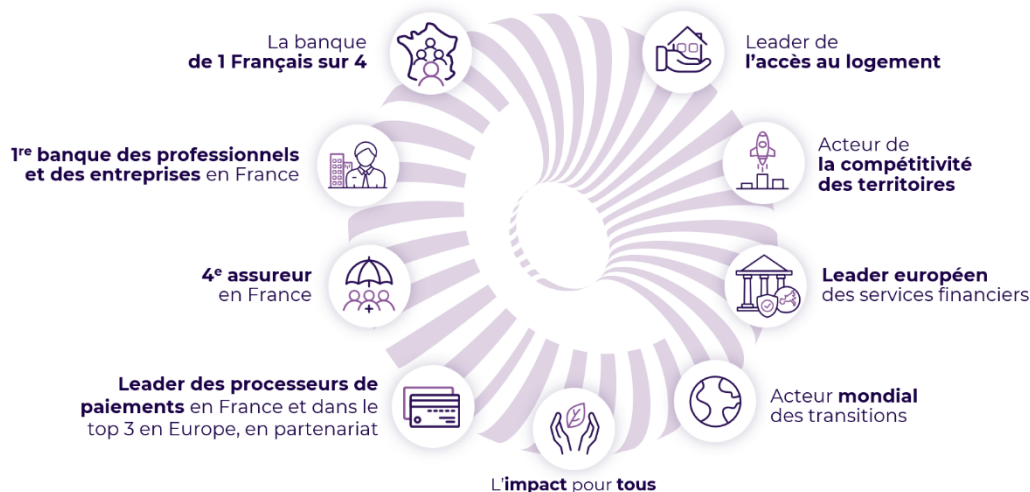 La banque
de 1 Français sur 4
Leader de
l’accès au logement
1re banque des professionnels
et des entreprises en France
Acteur de
la compétitivité
des territoires
4e assureur
en France
Leader européen
des services financiers
Leader des processeurs de
paiements en France et dans le
top 3 en Europe, en partenariat
Acteur mondial
des transitions
L’impact pour tous